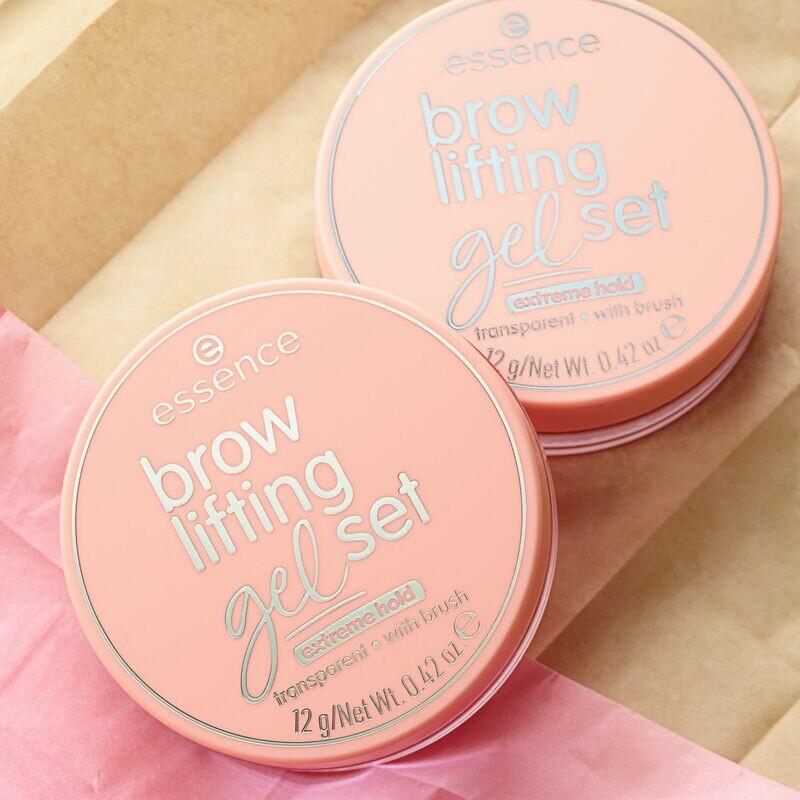 essence
brow
lifting
gel set
extreme hold
transparent • with brush
12 g/Net Wt. 0.42 oz. ℮
essence
brow
lifting
gel set
extreme hold
transparent • with brush
12 g/Net Wt. 0.42 oz. ℮